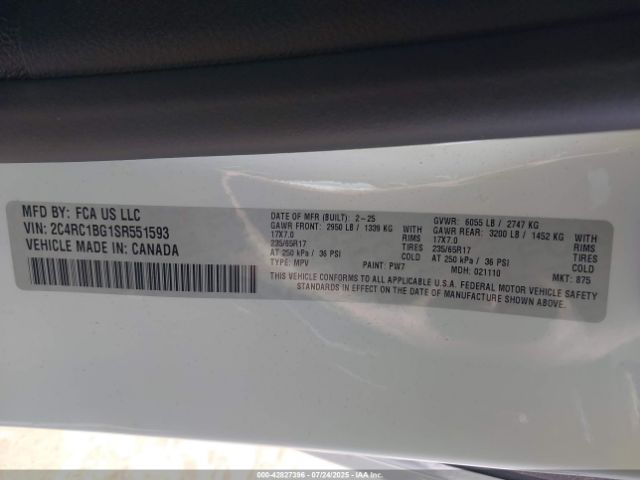 MFD BY: FCA US LLC
VIN: 2C4RC1BG1SR551593
VEHICLE MADE IN: CANADA
DATE OF MFR (BUILT): 2-25
GAWR FRONT: 2950 LB / 1339 KG WITH
17X7.0 RIMS
235/65R17 TIRES
AT 250 kPa / 36 PSI COLD
TYPE: MPV PAINT: PW7
GVWR: 6055 LB / 2747 KG
GAWR REAR: 3200 LB / 1452 KG WITH
17X7.0 RIMS
235/65R17 TIRES
AT 250 kPa / 36 PSI COLD
MDH: 021110 MKT: 875
THIS VEHICLE CONFORMS TO ALL APPLICABLE U.S.A. FEDERAL MOTOR VEHICLE SAFETY
STANDARDS IN EFFECT ON THE DATE OF MANUFACTURE SHOWN ABOVE.
000-42827396 - 07/24/2025 - IAAI.COM